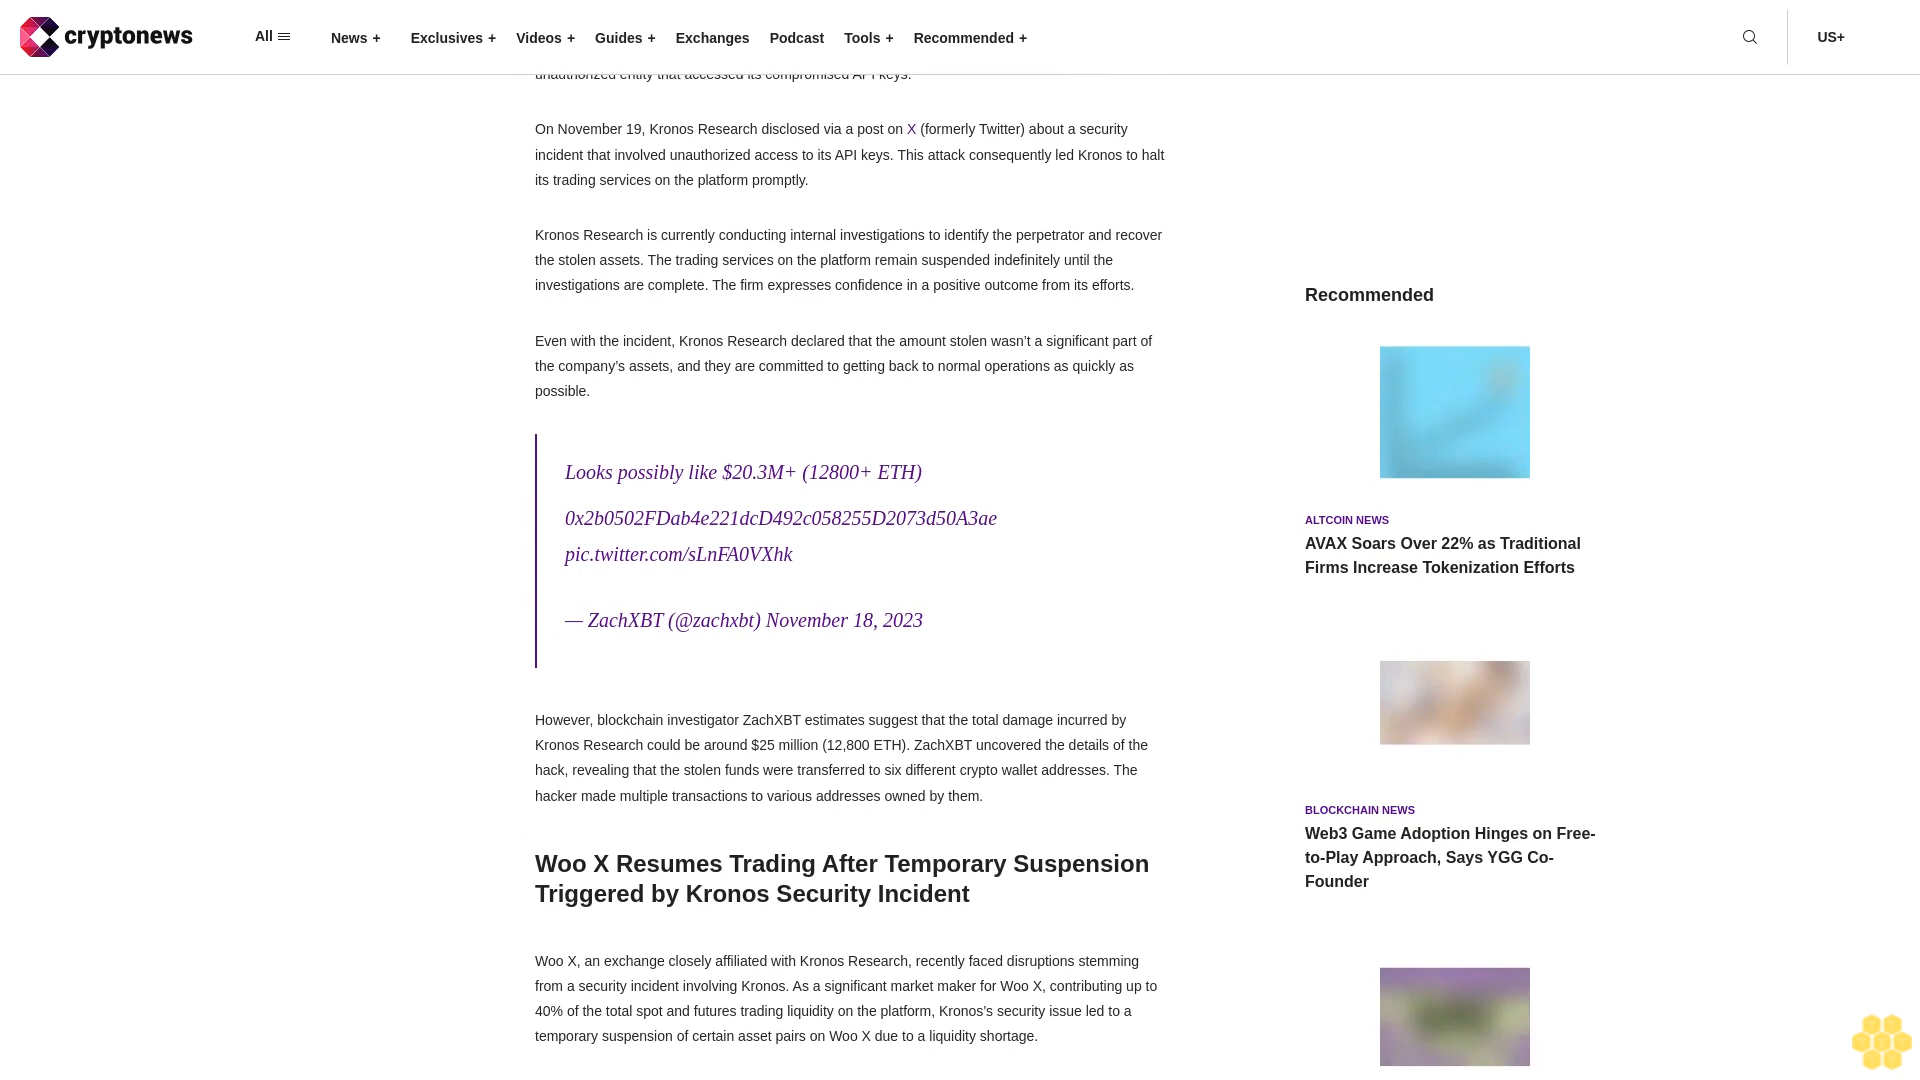 cryptonews
All
News +
Exclusives +
Videos +
Guides +
Exchanges
Podcast
Tools +
Recommended +
US+
unauthorized entity that accessed its compromised API keys.
On November 19, Kronos Research disclosed via a post on X (formerly Twitter) about a security
incident that involved unauthorized access to its API keys. This attack consequently led Kronos to halt
its trading services on the platform promptly.
Kronos Research is currently conducting internal investigations to identify the perpetrator and recover
the stolen assets. The trading services on the platform remain suspended indefinitely until the
investigations are complete. The firm expresses confidence in a positive outcome from its efforts.
Even with the incident, Kronos Research declared that the amount stolen wasn’t a significant part of
the company’s assets, and they are committed to getting back to normal operations as quickly as
possible.
Looks possibly like $20.3M+ (12800+ ETH)
0x2b0502FDab4e221dcD492c058255D2073d50A3ae
pic.twitter.com/sLnFA0VXhk
— ZachXBT (@zachxbt) November 18, 2023
However, blockchain investigator ZachXBT estimates suggest that the total damage incurred by
Kronos Research could be around $25 million (12,800 ETH). ZachXBT uncovered the details of the
hack, revealing that the stolen funds were transferred to six different crypto wallet addresses. The
hacker made multiple transactions to various addresses owned by them.
Woo X Resumes Trading After Temporary Suspension
Triggered by Kronos Security Incident
Woo X, an exchange closely affiliated with Kronos Research, recently faced disruptions stemming
from a security incident involving Kronos. As a significant market maker for Woo X, contributing up to
40% of the total spot and futures trading liquidity on the platform, Kronos’s security issue led to a
temporary suspension of certain asset pairs on Woo X due to a liquidity shortage.
Recommended
ALTCOIN NEWS
AVAX Soars Over 22% as Traditional
Firms Increase Tokenization Efforts
BLOCKCHAIN NEWS
Web3 Game Adoption Hinges on Free-
to-Play Approach, Says YGG Co-
Founder